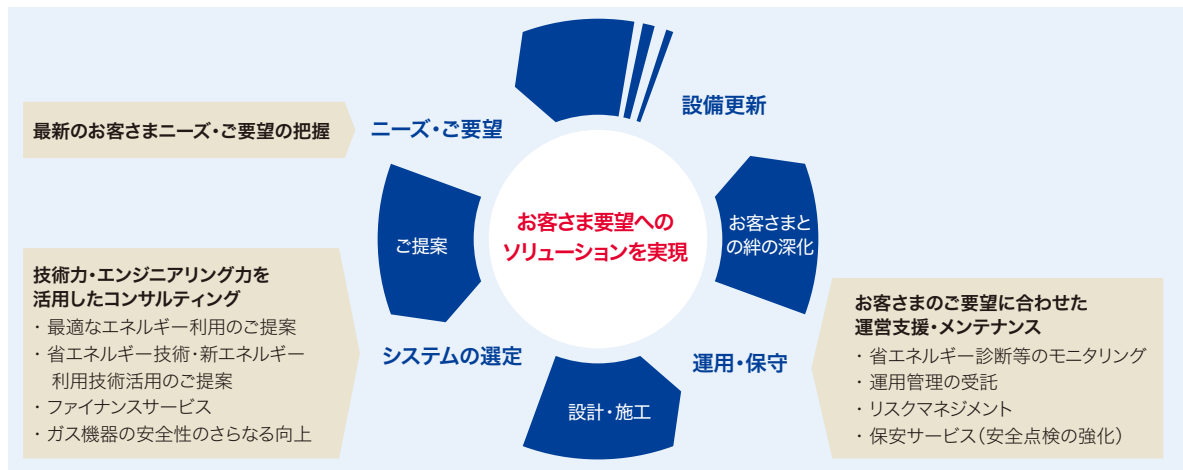 設備更新
最新のお客さまニーズ・ご要望の把握
ニーズ・ご要望
お客さま要望への
ソリューションを実現
ご提案
お客さまと
の絆の深化
技術力・エンジニアリング力を
活用したコンサルティング
・最適なエネルギー利用のご提案
・省エネルギー技術・新エネルギー
利用技術活用のご提案
・ファイナンスサービス
・ガス機器の安全性のさらなる向上
システムの選定
設計・施工
運用・保守
お客さまのご要望に合わせた
運営支援・メンテナンス
・省エネルギー診断等のモニタリング
・運用管理の受託
・リスクマネジメント
・保安サービス（安全点検の強化）